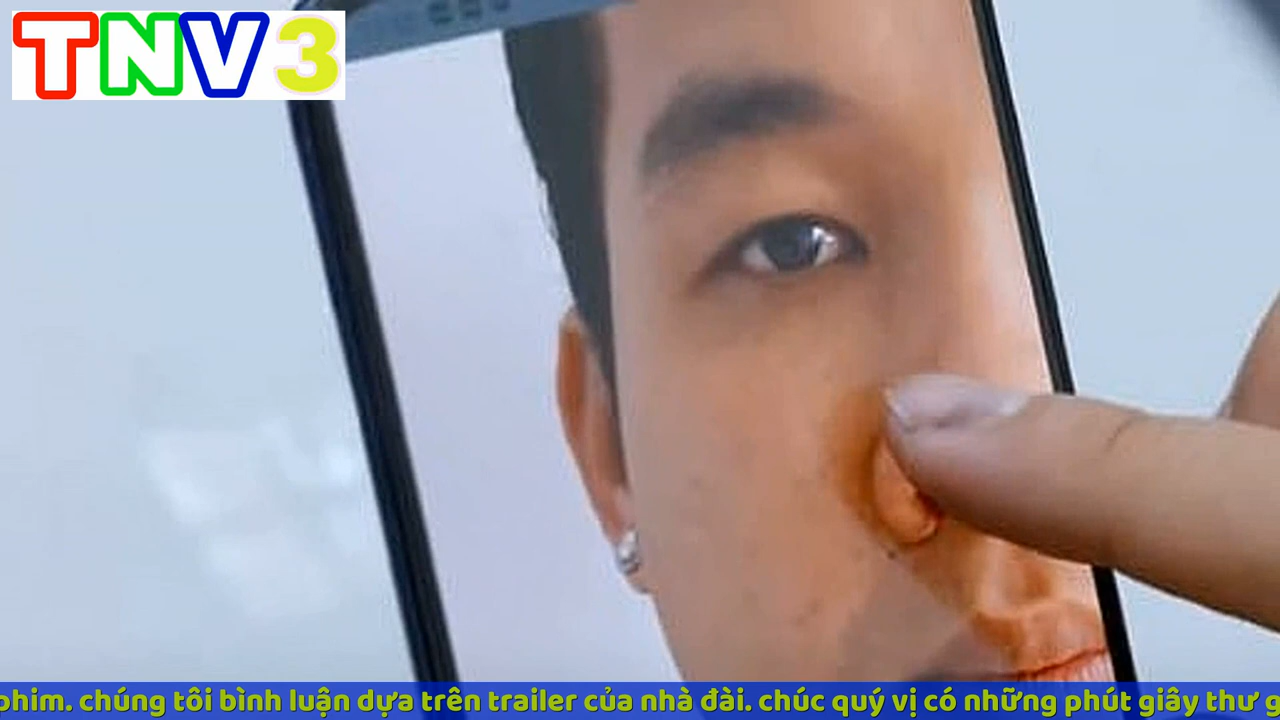 TNV3
phim. chúng tôi bình luận dựa trên trailer của nhà đài. chúc quý vị có những phút giây thư g